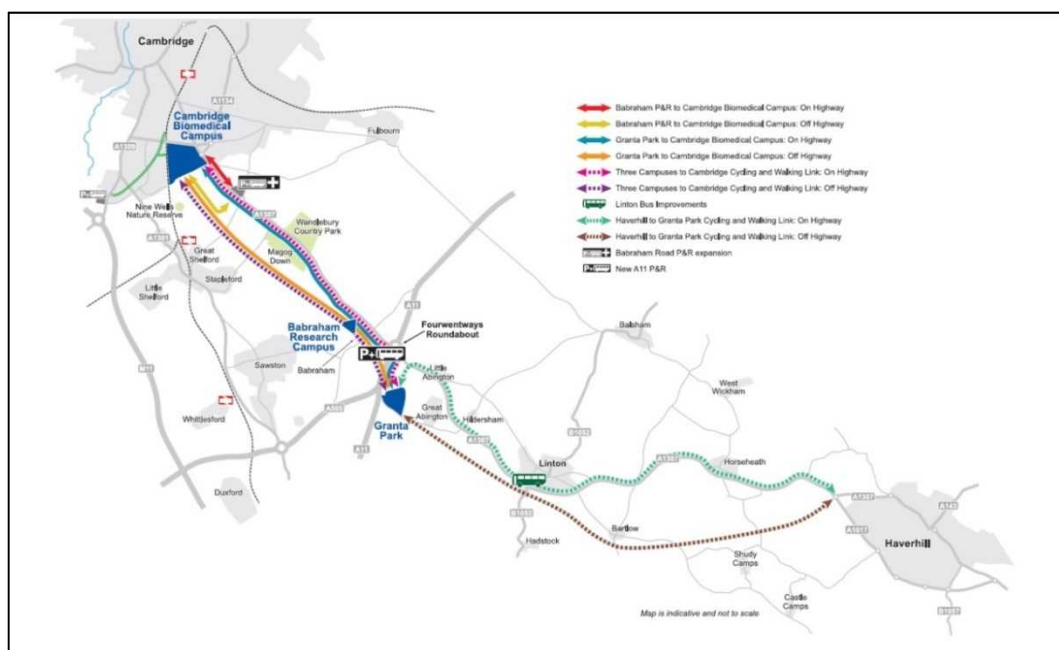 Cambridge
A1134
Cambridge
Biomedical
Campus
Fulbourn
A1309
P+
P+
Nine Wells
Nature Reserve
A1307
Wandlebury
Country Park
A1301
Great
Shelford
Magog
Down
Little
Shelford
Stapleford
A11
Babraham
Research
Campus
Fourwentways
Roundabout
P+
Babraham
Sawston
Little
Abington
Balsham
M11
Whittlesford
A505
Great
Abington
Hildersham
West
Wickham
Granta
Park
A11
A1307
B1052
Linton
A1307
Horseheath
Duxford
B1052
Hadstock
Bartlow
Shudy
Camps
Castle
Camps
A1307
A143
A1017
Haverhill
B1057
Babraham P&R to Cambridge Biomedical Campus: On Highway
Babraham P&R to Cambridge Biomedical Campus: Off Highway
Granta Park to Cambridge Biomedical Campus: On Highway
Granta Park to Cambridge Biomedical Campus: Off Highway
Three Campuses to Cambridge Cycling and Walking Link: On Highway
Three Campuses to Cambridge Cycling and Walking Link: Off Highway
Linton Bus Improvements
Haverhill to Granta Park Cycling and Walking Link: On Highway
Haverhill to Granta Park Cycling and Walking Link: Off Highway
Babraham Road P&R expansion
New A11 P&R
Map is indicative and not to scale